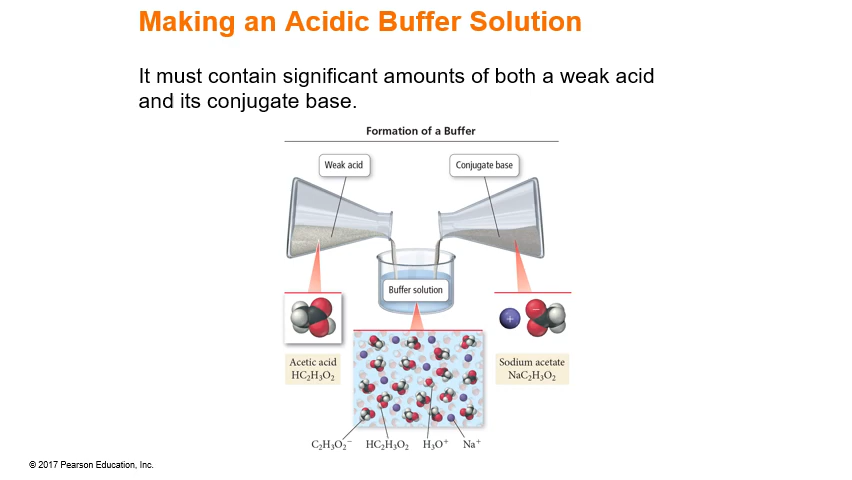 Making an Acidic Buffer Solution
It must contain significant amounts of both a weak acid
and its conjugate base.
Formation of a Buffer
Weak acid
Conjugate base
Buffer solution
Acetic acid
HC₂H₃O₂
Sodium acetate
NaC₂H₃O₂
C₂H₃O₂⁻ HC₂H₃O₂ H₃O⁺ Na⁺
© 2017 Pearson Education, Inc.